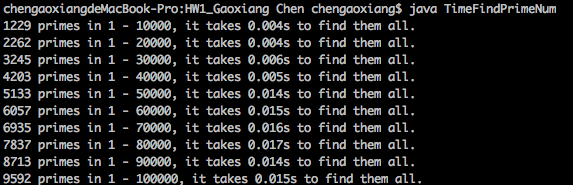 chengaoxiangdeMacBook-Pro:HW1_Gaoxiang Chen chengaoxiang$ java TimeFindPrimeNum
1229 primes in 1 - 10000, it takes 0.004s to find them all.
2262 primes in 1 - 20000, it takes 0.004s to find them all.
3245 primes in 1 - 30000, it takes 0.006s to find them all.
4203 primes in 1 - 40000, it takes 0.005s to find them all.
5133 primes in 1 - 50000, it takes 0.014s to find them all.
6057 primes in 1 - 60000, it takes 0.015s to find them all.
6935 primes in 1 - 70000, it takes 0.016s to find them all.
7837 primes in 1 - 80000, it takes 0.017s to find them all.
8713 primes in 1 - 90000, it takes 0.014s to find them all.
9592 primes in 1 - 100000, it takes 0.015s to find them all.